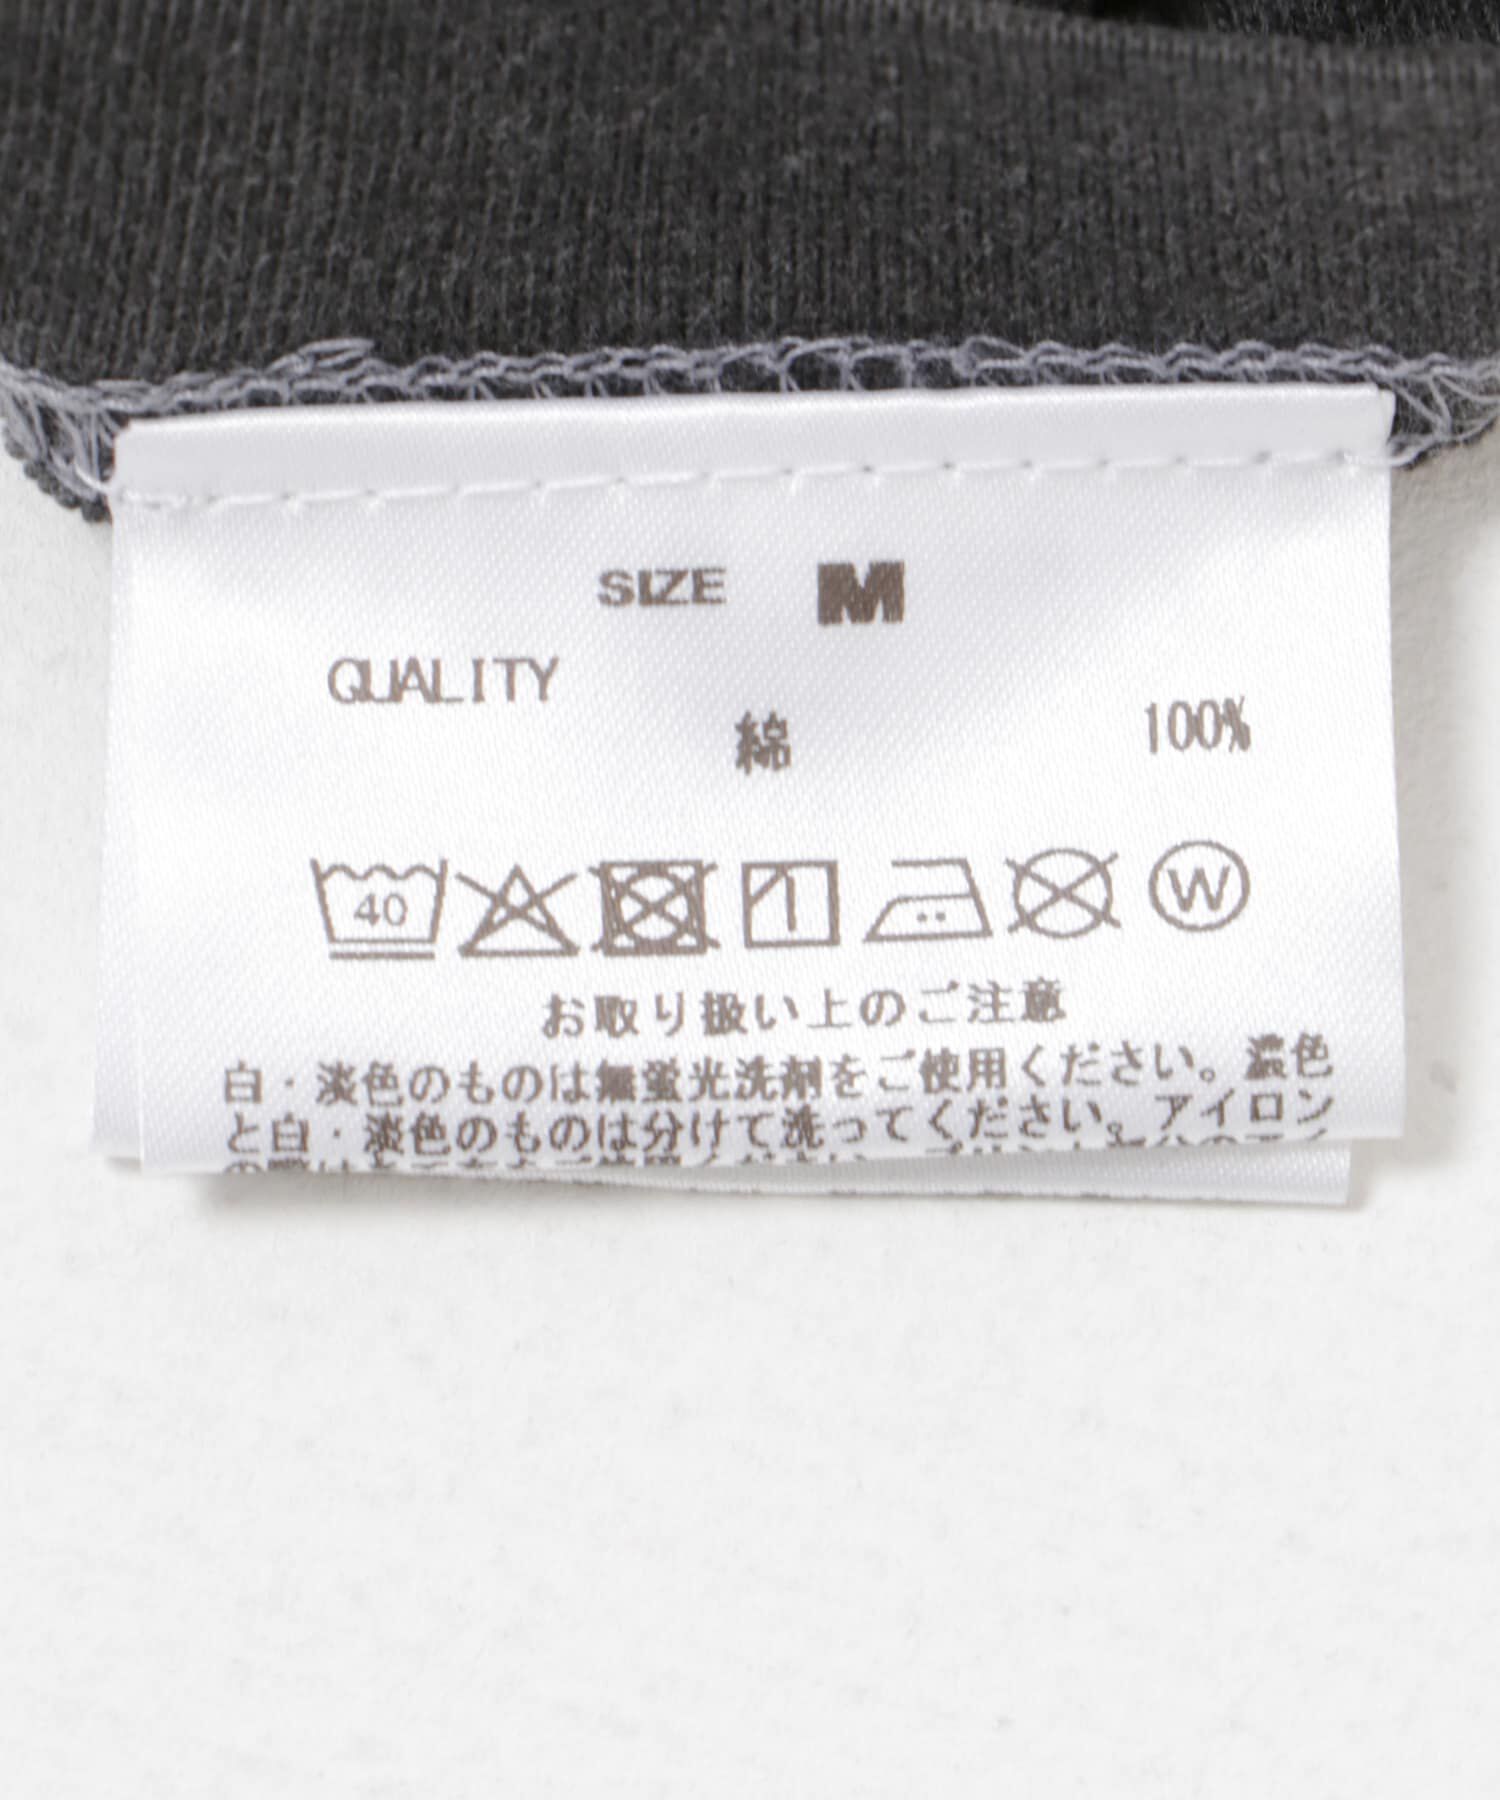 SIZE M
QUALITY
綿 100%
40 W
お取り扱い上のご注意
白・淡色のものは無蛍光洗剤をご使用ください。濃色
と白・淡色のものは分けて洗ってください。アイロン